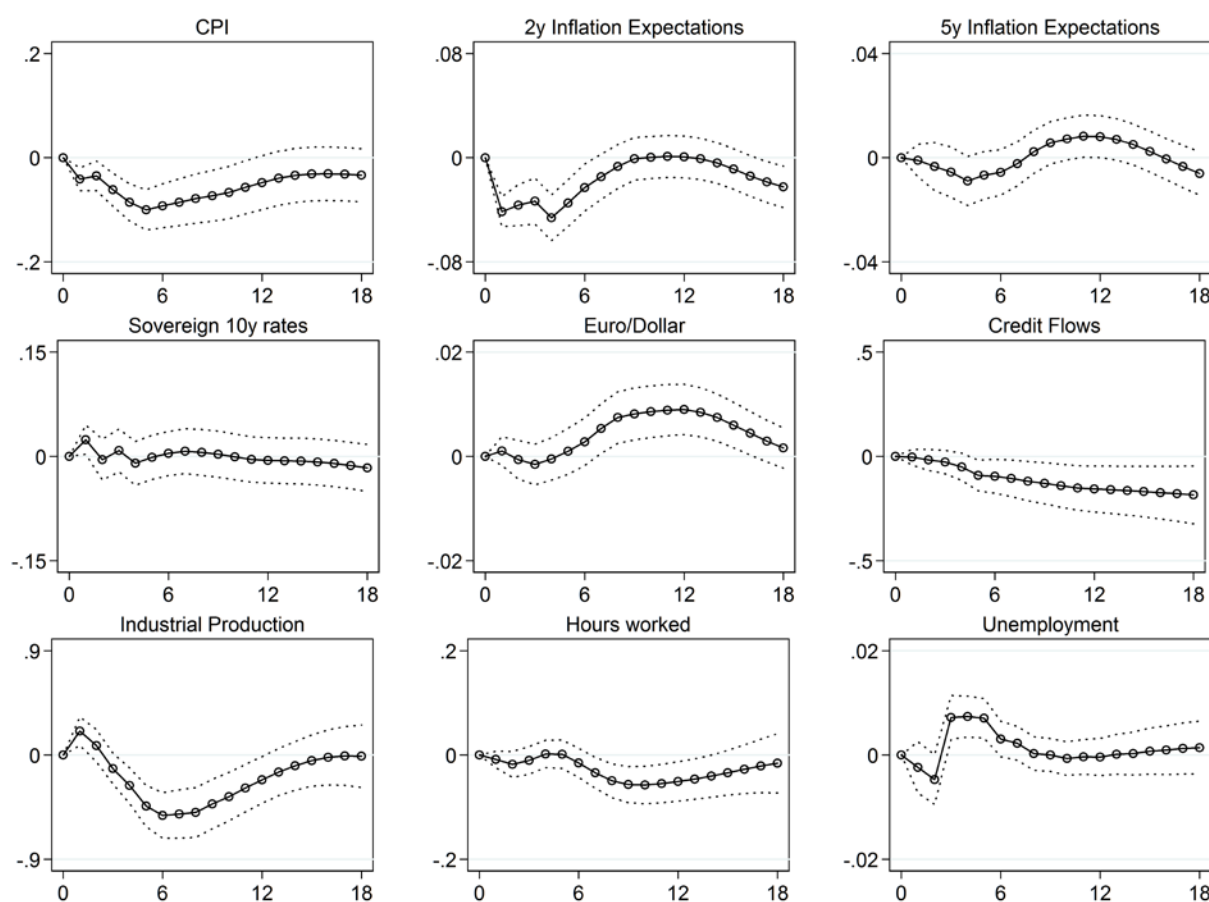 CPI
.2
0
-.2
0 6 12 18
2y Inflation Expectations
.08
0
-.08
0 6 12 18
5y Inflation Expectations
.04
0
-.04
0 6 12 18
Sovereign 10y rates
.15
0
-.15
0 6 12 18
Euro/Dollar
.02
0
-.02
0 6 12 18
Credit Flows
.5
0
-.5
0 6 12 18
Industrial Production
.9
0
-.9
0 6 12 18
Hours worked
.2
0
-.2
0 6 12 18
Unemployment
.02
0
-.02
0 6 12 18